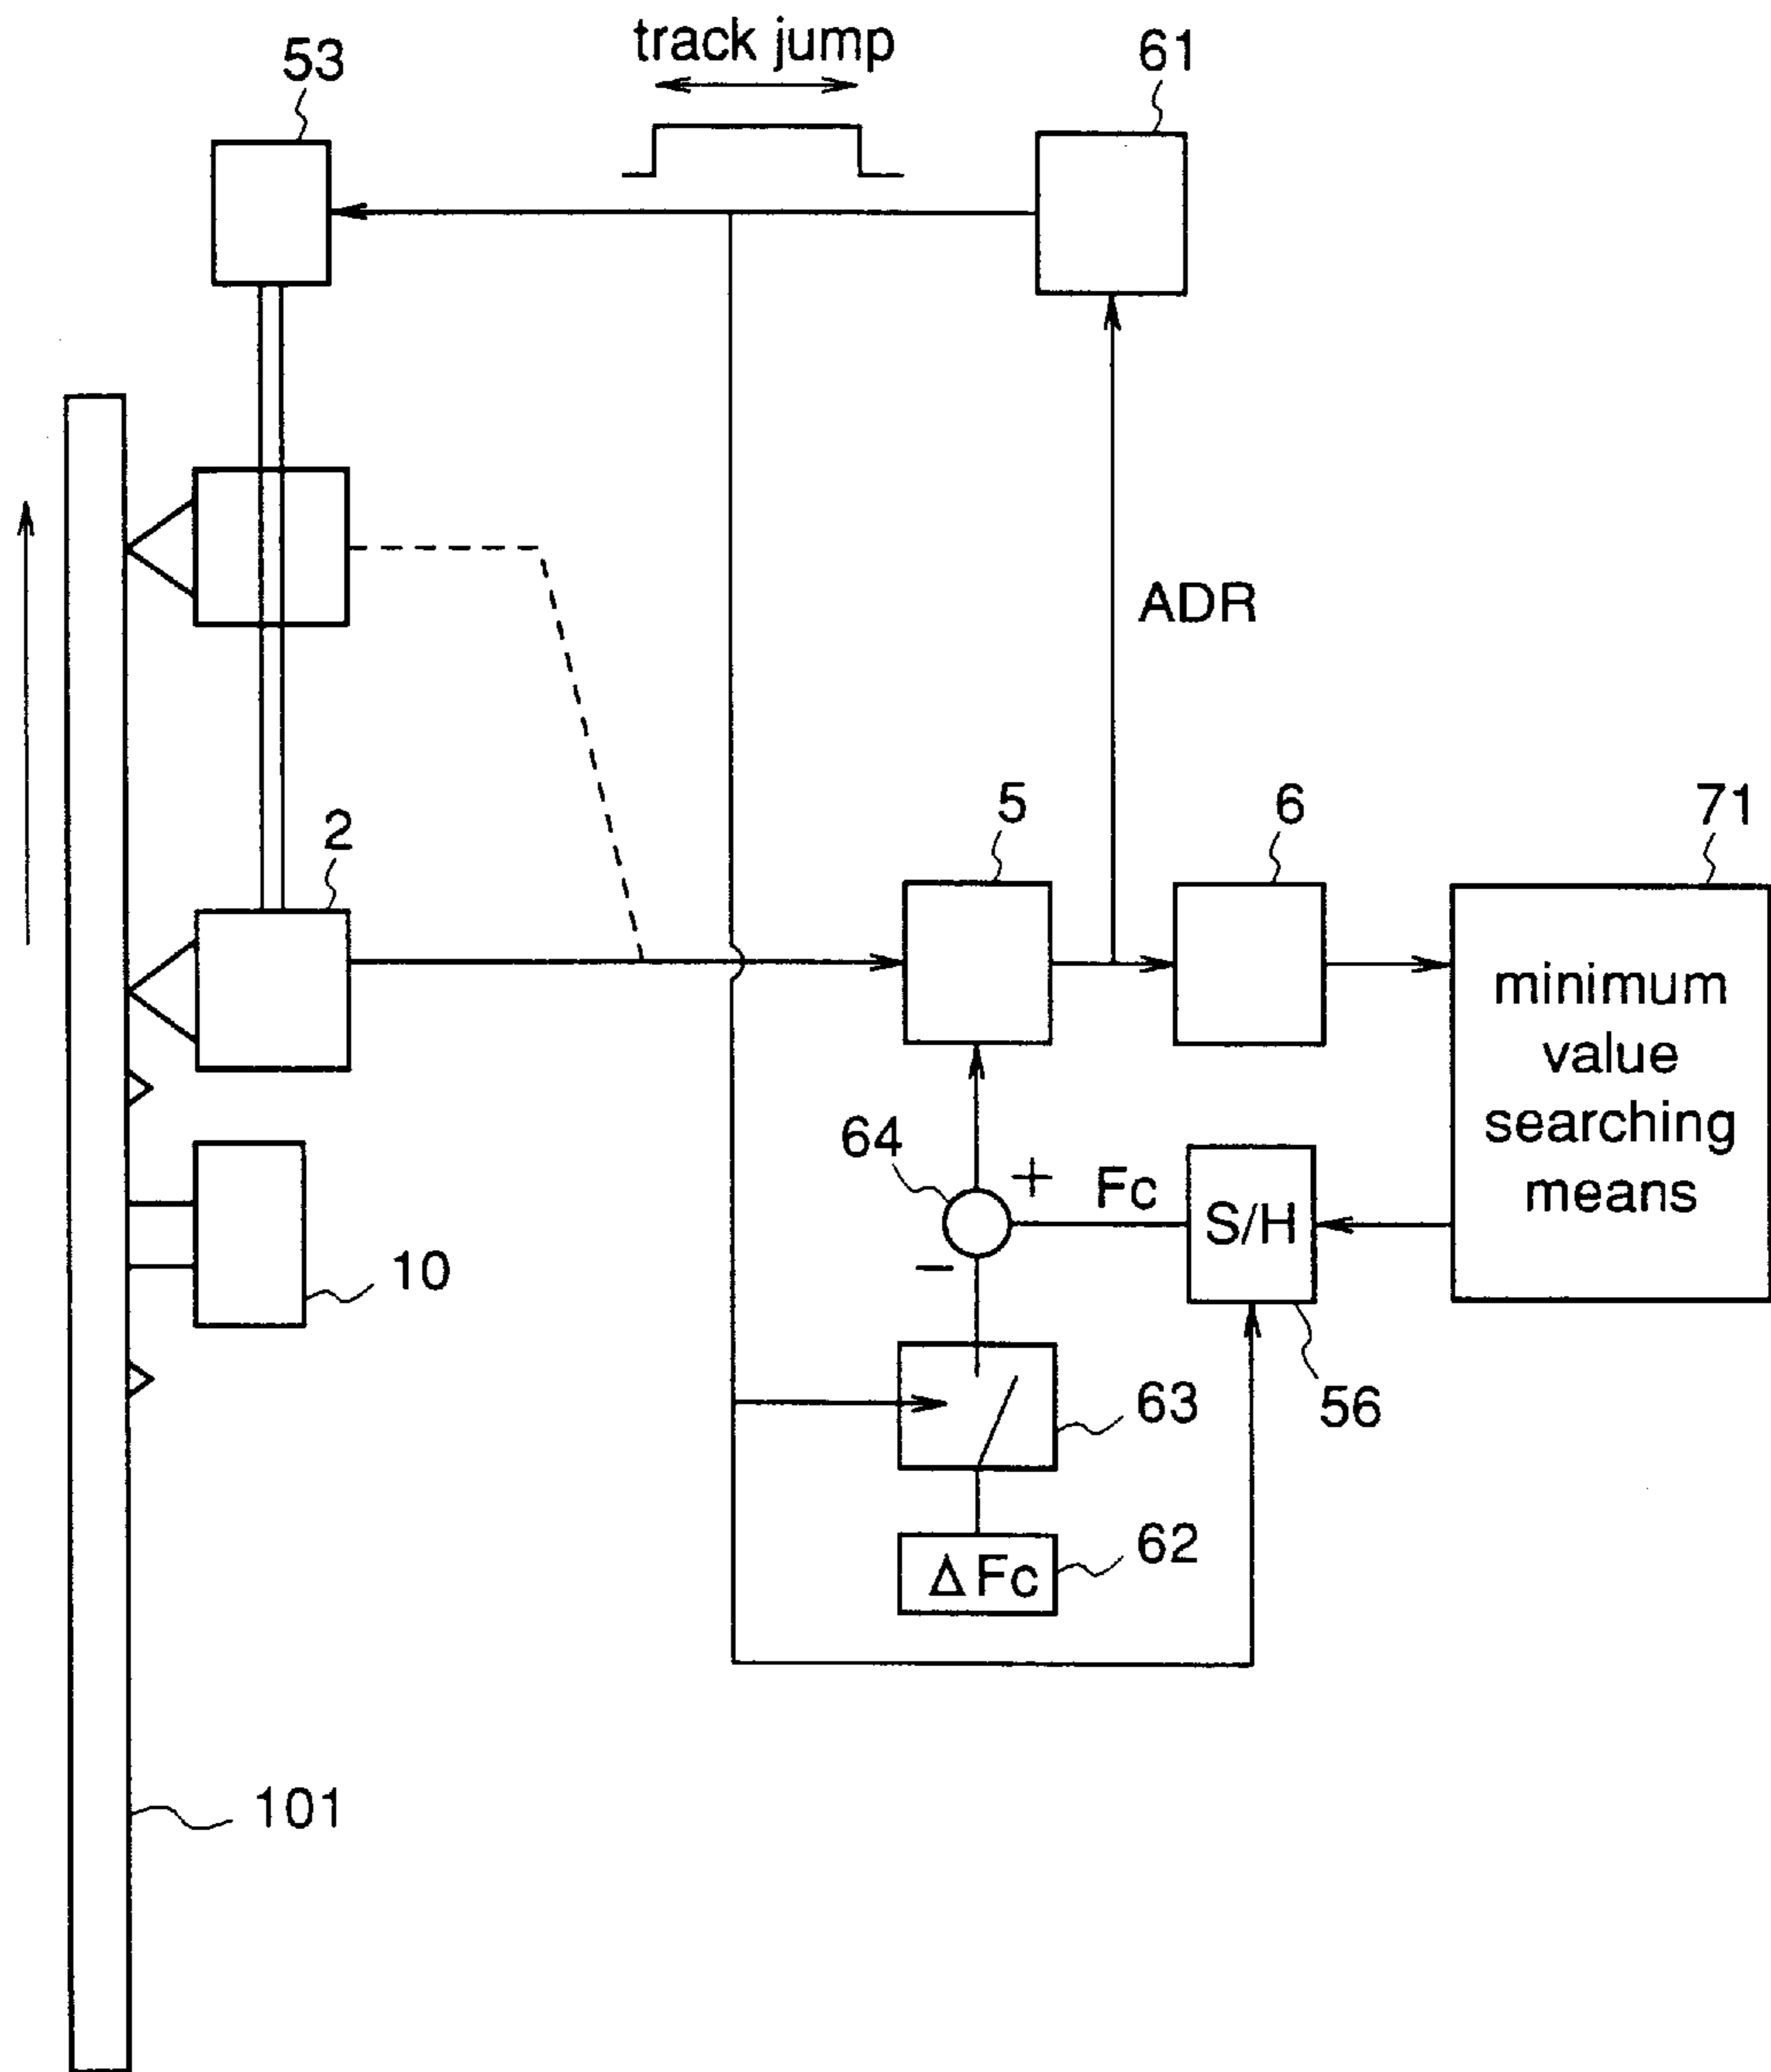 track jump
53
61
ADR
2
5
6
71
minimum
value
searching
means
64
+
Fc
S/H
−
10
63
56
62
ΔFc
101